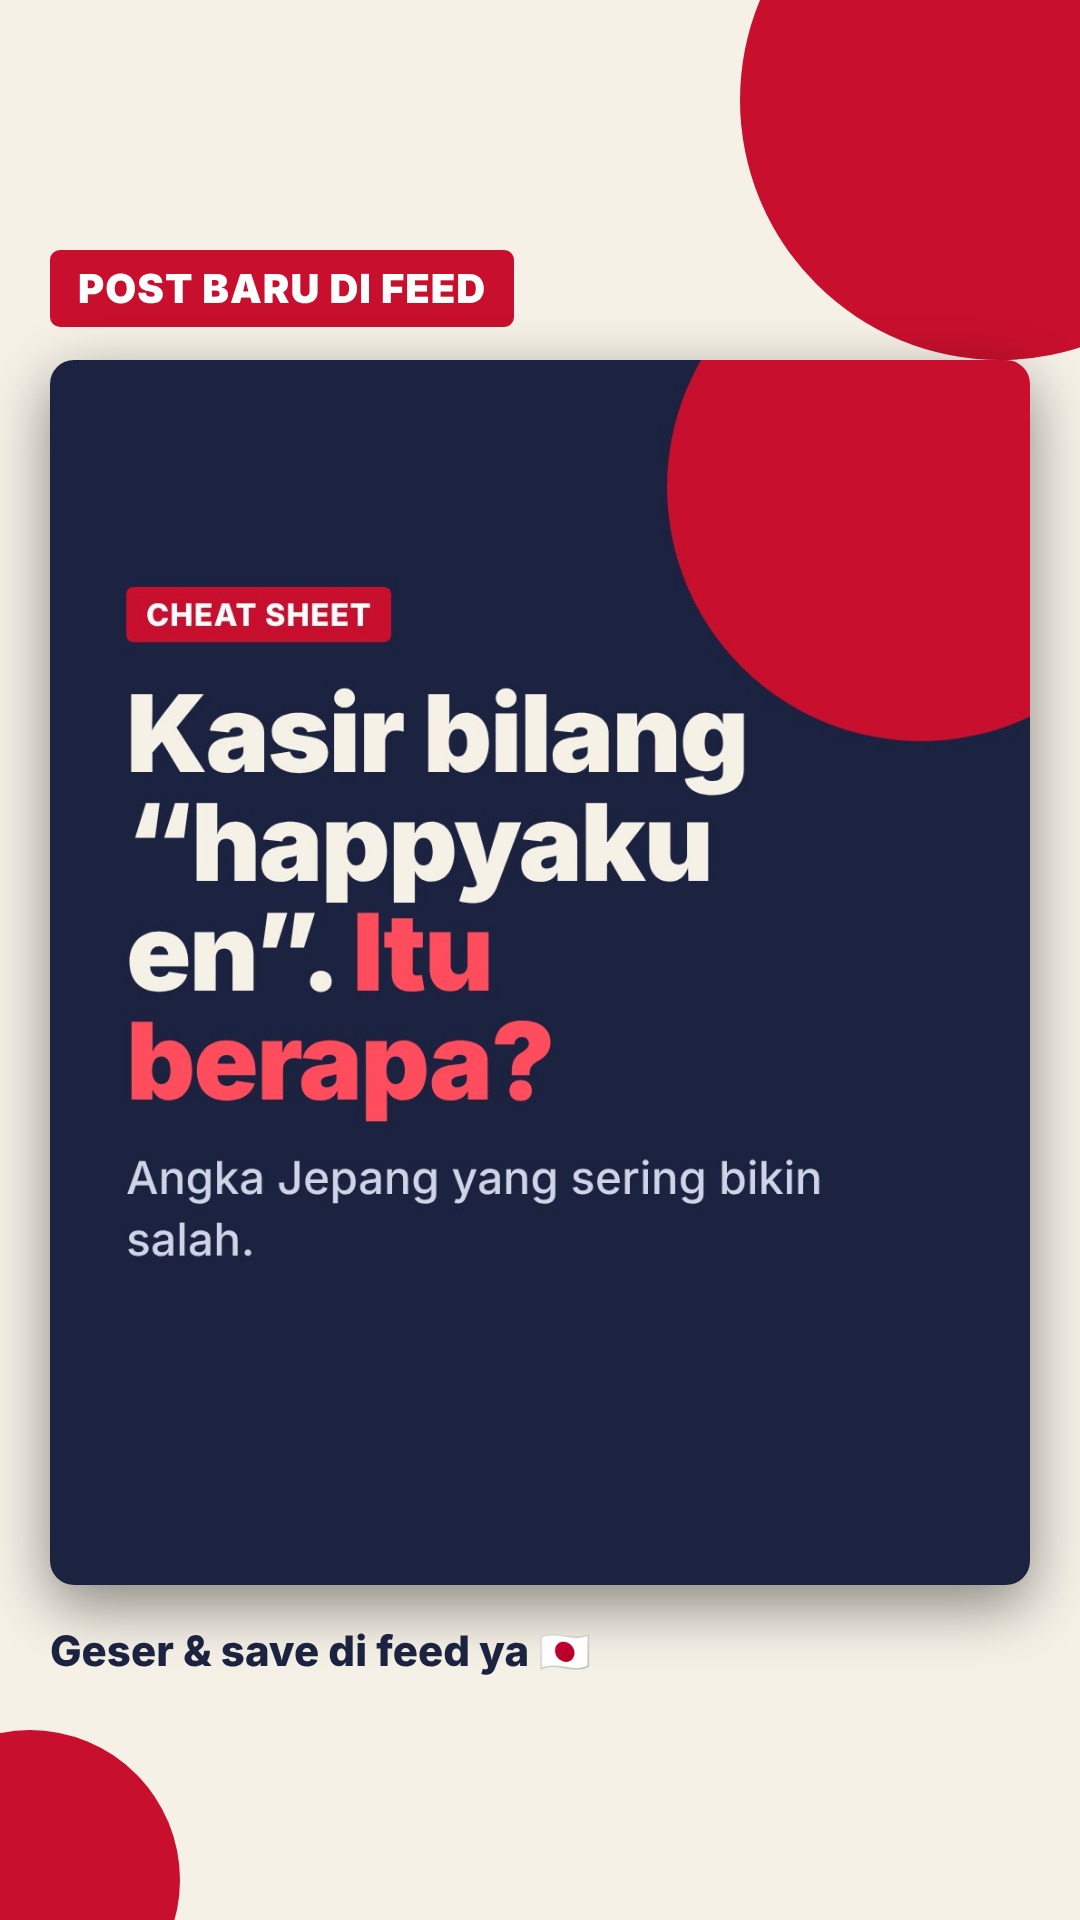 POST BARU DI FEED
CHEAT SHEET
Kasir bilang
“happyaku
en”. Itu
berapa?
Angka Jepang yang sering bikin
salah.
Geser & save di feed ya 🇯🇵